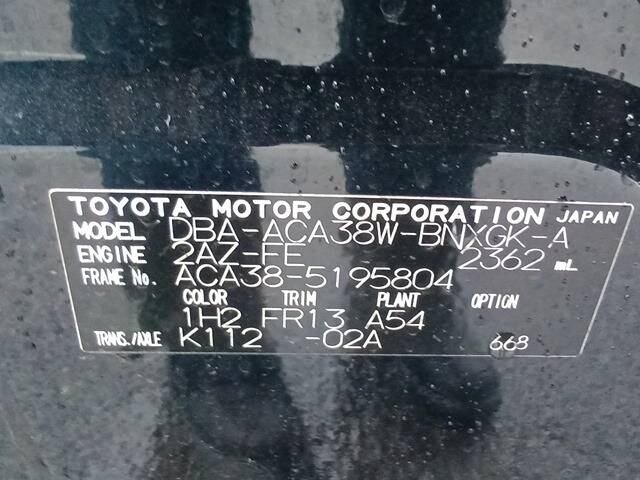 TOYOTA MOTOR CORPORATION JAPAN
MODEL DBA-ACA38W-BNXGK-A
ENGINE 2AZ-FE 2362 mL
FRAME No. ACA38-5195804
COLOR TRIM PLANT OPTION
1H2 FR13 A54
TRANS./AXLE K112 -02A 668